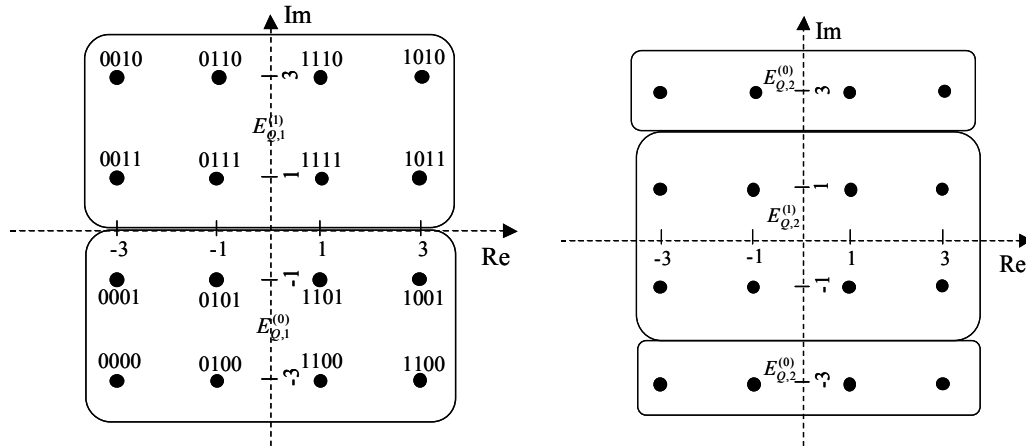 Im
0010 0110 1110 1010
3
E_{Q,1}^{(1)}
0011 0111 1111 1011
1
-3 -1 1 3
Re
-1
0001 0101 1101 1001
E_{Q,1}^{(0)}
0000 0100 1100 1100
-3
Im
E_{Q,2}^{(0)}
3
1
E_{Q,2}^{(1)}
-3 -1 1 3
Re
-1
E_{Q,2}^{(0)}
-3